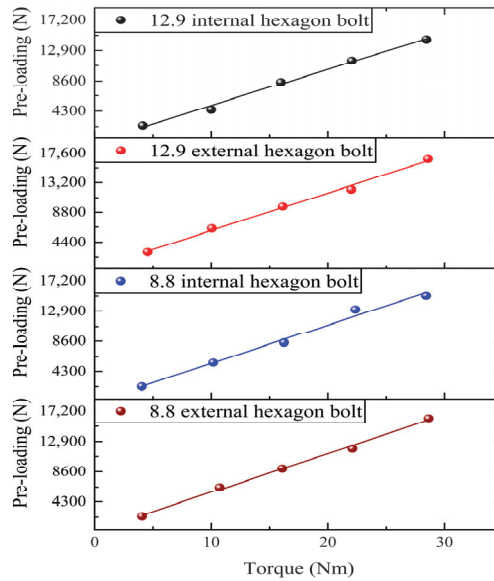 Pre-loading (N)
17,200
12.9 internal hexagon bolt
12,900
8600
4300
Pre-loading (N)
17,600
12.9 external hexagon bolt
13,200
8800
4400
Pre-loading (N)
17,200
8.8 internal hexagon bolt
12,900
8600
4300
Pre-loading (N)
17,200
8.8 external hexagon bolt
12,900
8600
4300
0 10 20 30
Torque (Nm)